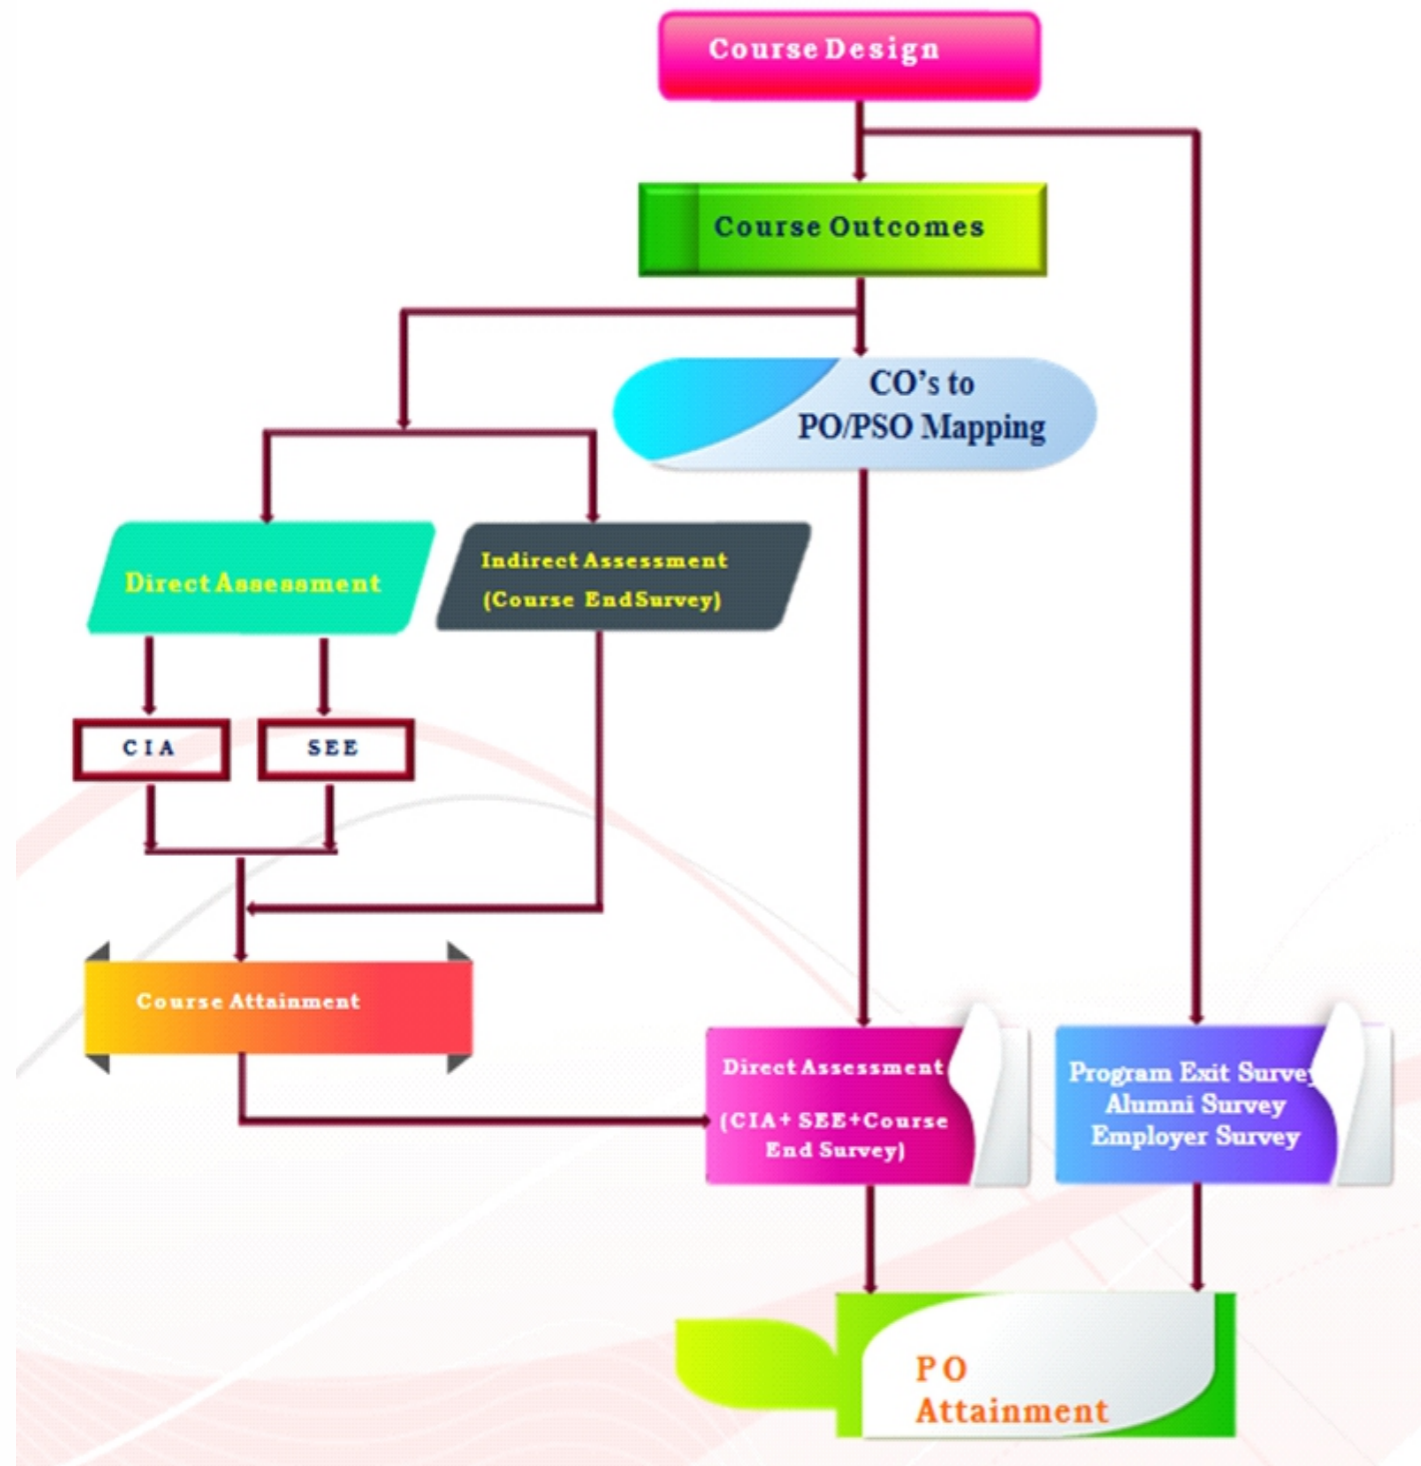 Course Design
Course Outcomes
CO's to
PO/PSO Mapping
Direct Assessment
Indirect Assessment
(Course End Survey)
CIA
SEE
Course Attainment
Direct Assessment
(CIA+ SEE+Course
End Survey)
Program Exit Survey
Alumni Survey
Employer Survey
PO
Attainment